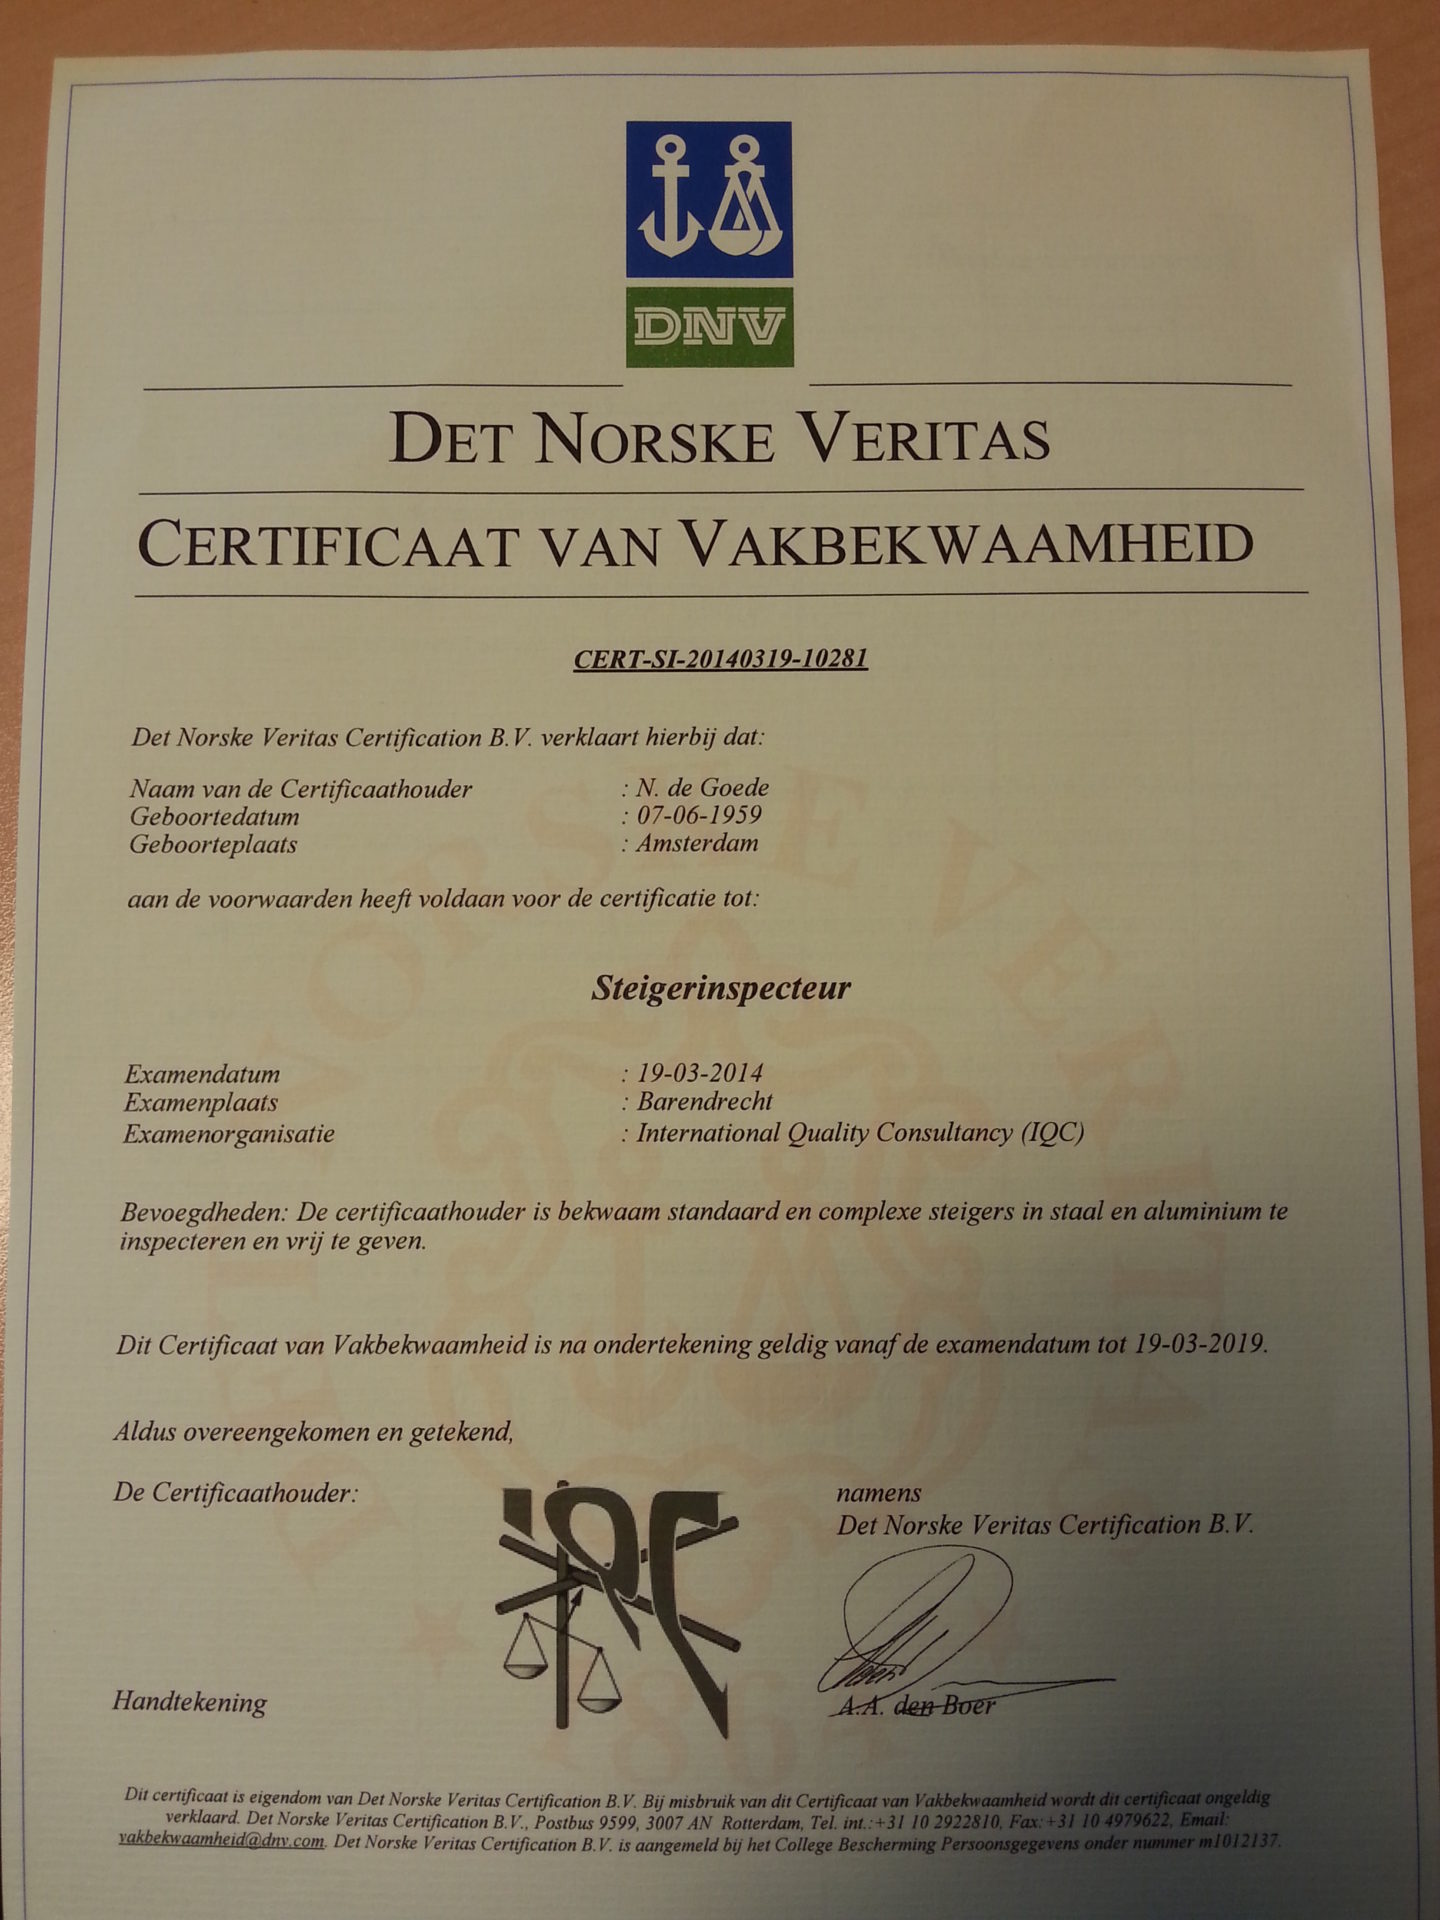 DNV
DET NORSKE VERITAS
CERTIFICAAT VAN VAKBEKWAAMHEID
CERT-SI-20140319-10281
Det Norske Veritas Certification B.V. verklaart hierbij dat:
Naam van de Certificaathouder : N. de Goede
Geboortedatum : 07-06-1959
Geboorteplaats : Amsterdam
aan de voorwaarden heeft voldaan voor de certificatie tot:
Steigerinspecteur
Examendatum : 19-03-2014
Examenplaats : Barendrecht
Examenorganisatie : International Quality Consultancy (IQC)
Bevoegdheden: De certificaathouder is bekwaam standaard en complexe steigers in staal en aluminium te
inspecteren en vrij te geven.
Dit Certificaat van Vakbekwaamheid is na ondertekening geldig vanaf de examendatum tot 19-03-2019.
Aldus overeengekomen en getekend,
De Certificaathouder:
IQC
namens
Det Norske Veritas Certification B.V.
Handtekening
A.A. den Boer
Dit certificaat is eigendom van Det Norske Veritas Certification B.V. Bij misbruik van dit Certificaat van Vakbekwaamheid wordt dit certificaat ongeldig
verklaard. Det Norske Veritas Certification B.V., Postbus 9599, 3007 AN Rotterdam, Tel. int.:+31 10 2922810, Fax:+31 10 4979622, Email:
vakbekwaamheid@dnv.com. Det Norske Veritas Certification B.V. is aangemeld bij het College Bescherming Persoonsgegevens onder nummer m1012137.